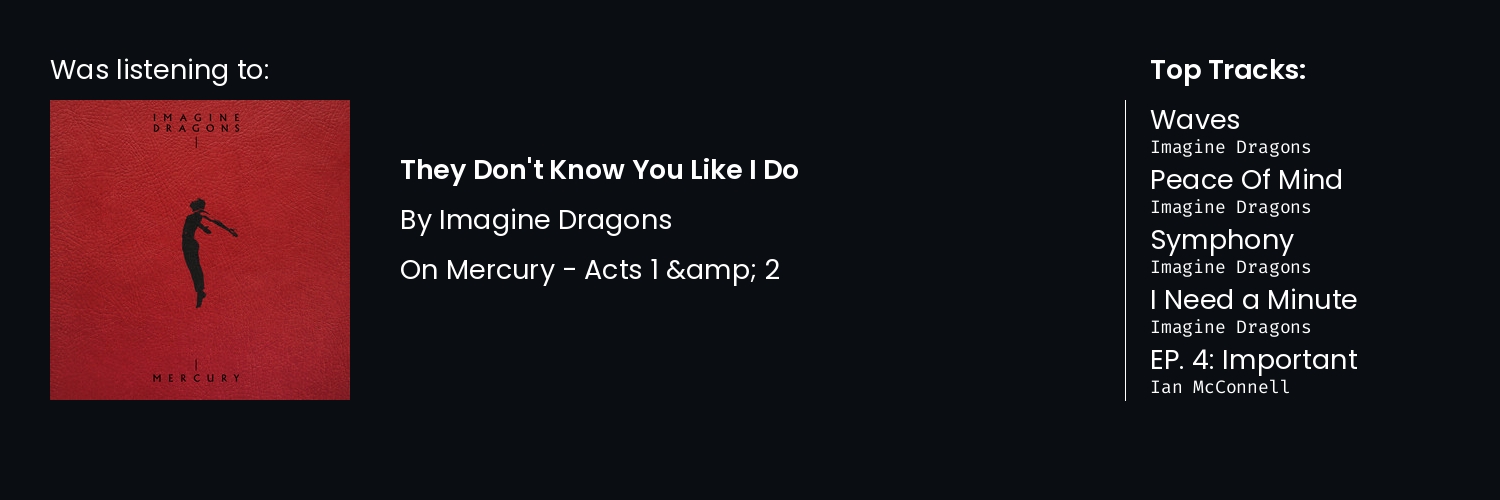 Was listening to:
IMAGINE
DRAGONS
MERCURY
They Don't Know You Like I Do
By Imagine Dragons
On Mercury - Acts 1 &amp; 2
Top Tracks:
Waves
Imagine Dragons
Peace Of Mind
Imagine Dragons
Symphony
Imagine Dragons
I Need a Minute
Imagine Dragons
EP. 4: Important
Ian McConnell